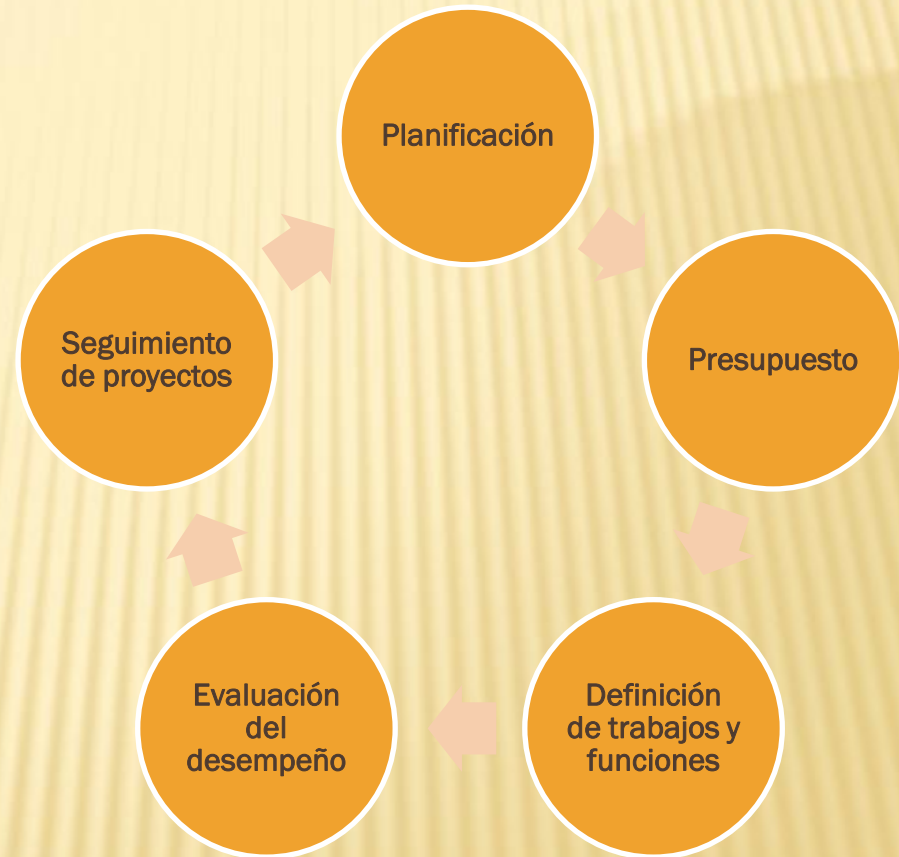 Planificación
Presupuesto
Definición
de trabajos y
funciones
Evaluación
del
desempeño
Seguimiento
de proyectos